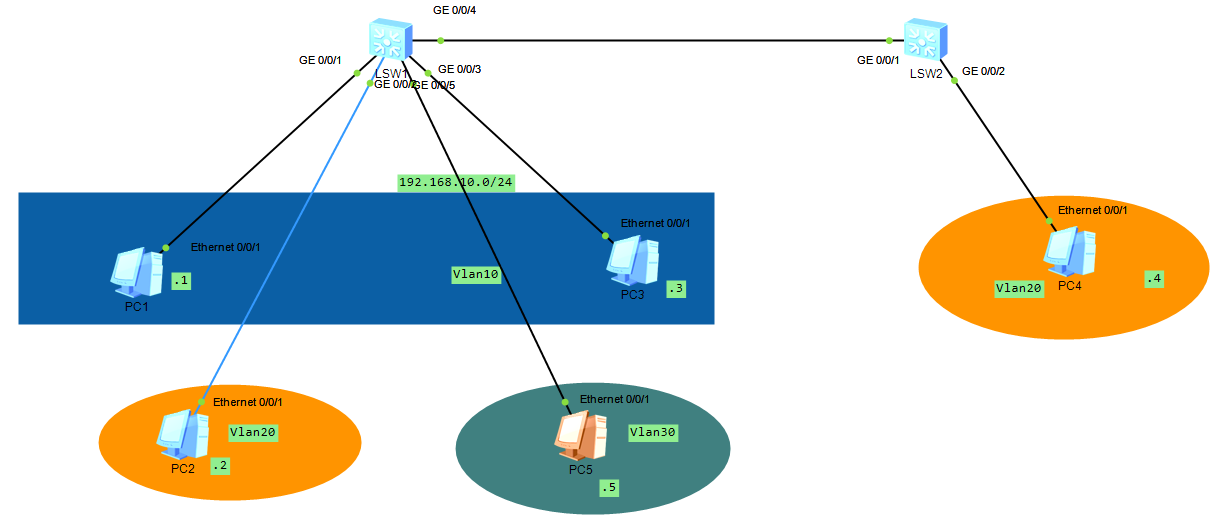 GE 0/0/4
LSW1
GE 0/0/1
GE 0/0/3
GE 0/0/2
GE 0/0/5
GE 0/0/1
LSW2
GE 0/0/2
192.168.10.0/24
Ethernet 0/0/1
.1
PC1
Vlan10
Ethernet 0/0/1
.3
PC3
Ethernet 0/0/1
Vlan20
PC4
.4
Ethernet 0/0/1
Vlan20
PC2
.2
Ethernet 0/0/1
Vlan30
PC5
.5